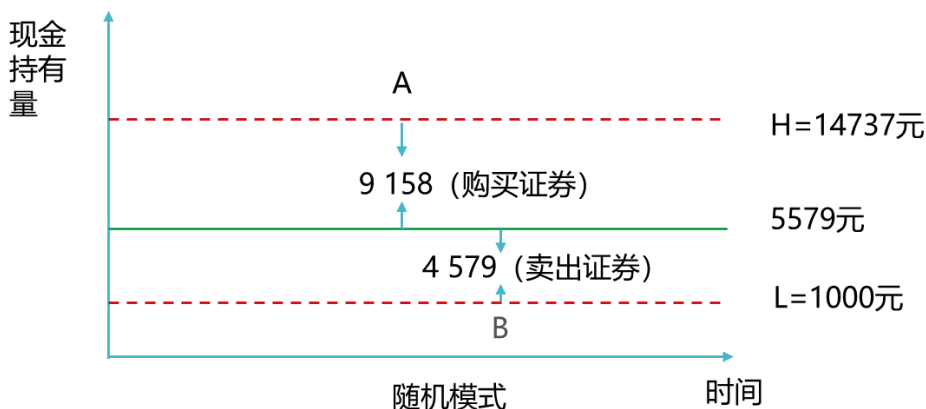 现金
持有
量
A
H=14737元
9 158（购买证券）
5579元
4 579（卖出证券）
L=1000元
B
随机模式
时间